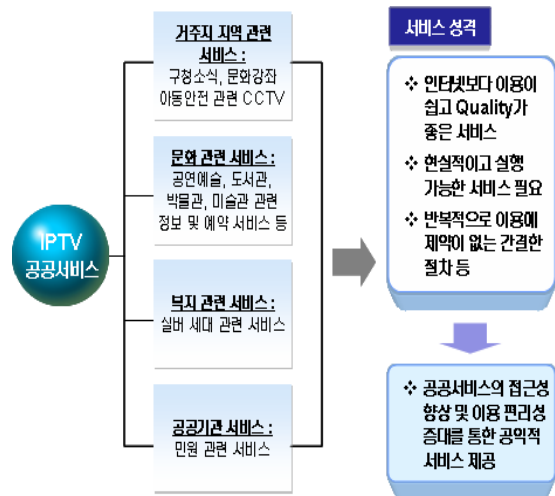 IPTV
공공서비스
거주지 지역 관련
서비스 :
구청소식, 문화강좌
아동안전 관련 CCTV
문화 관련 서비스 :
공연예술, 도서관,
박물관, 미술관 관련
정보 및 예약 서비스 등
복지 관련 서비스 :
실버 세대 관련 서비스
공공기관 서비스 :
민원 관련 서비스
서비스 성격
❖ 인터넷보다 이용이
쉽고 Quality가
좋은 서비스
❖ 현실적이고 실행
가능한 서비스 필요
❖ 반복적으로 이용에
제약이 없는 간결한
절차 등
❖ 공공서비스의 접근성
향상 및 이용 편리성
증대를 통한 공익적
서비스 제공